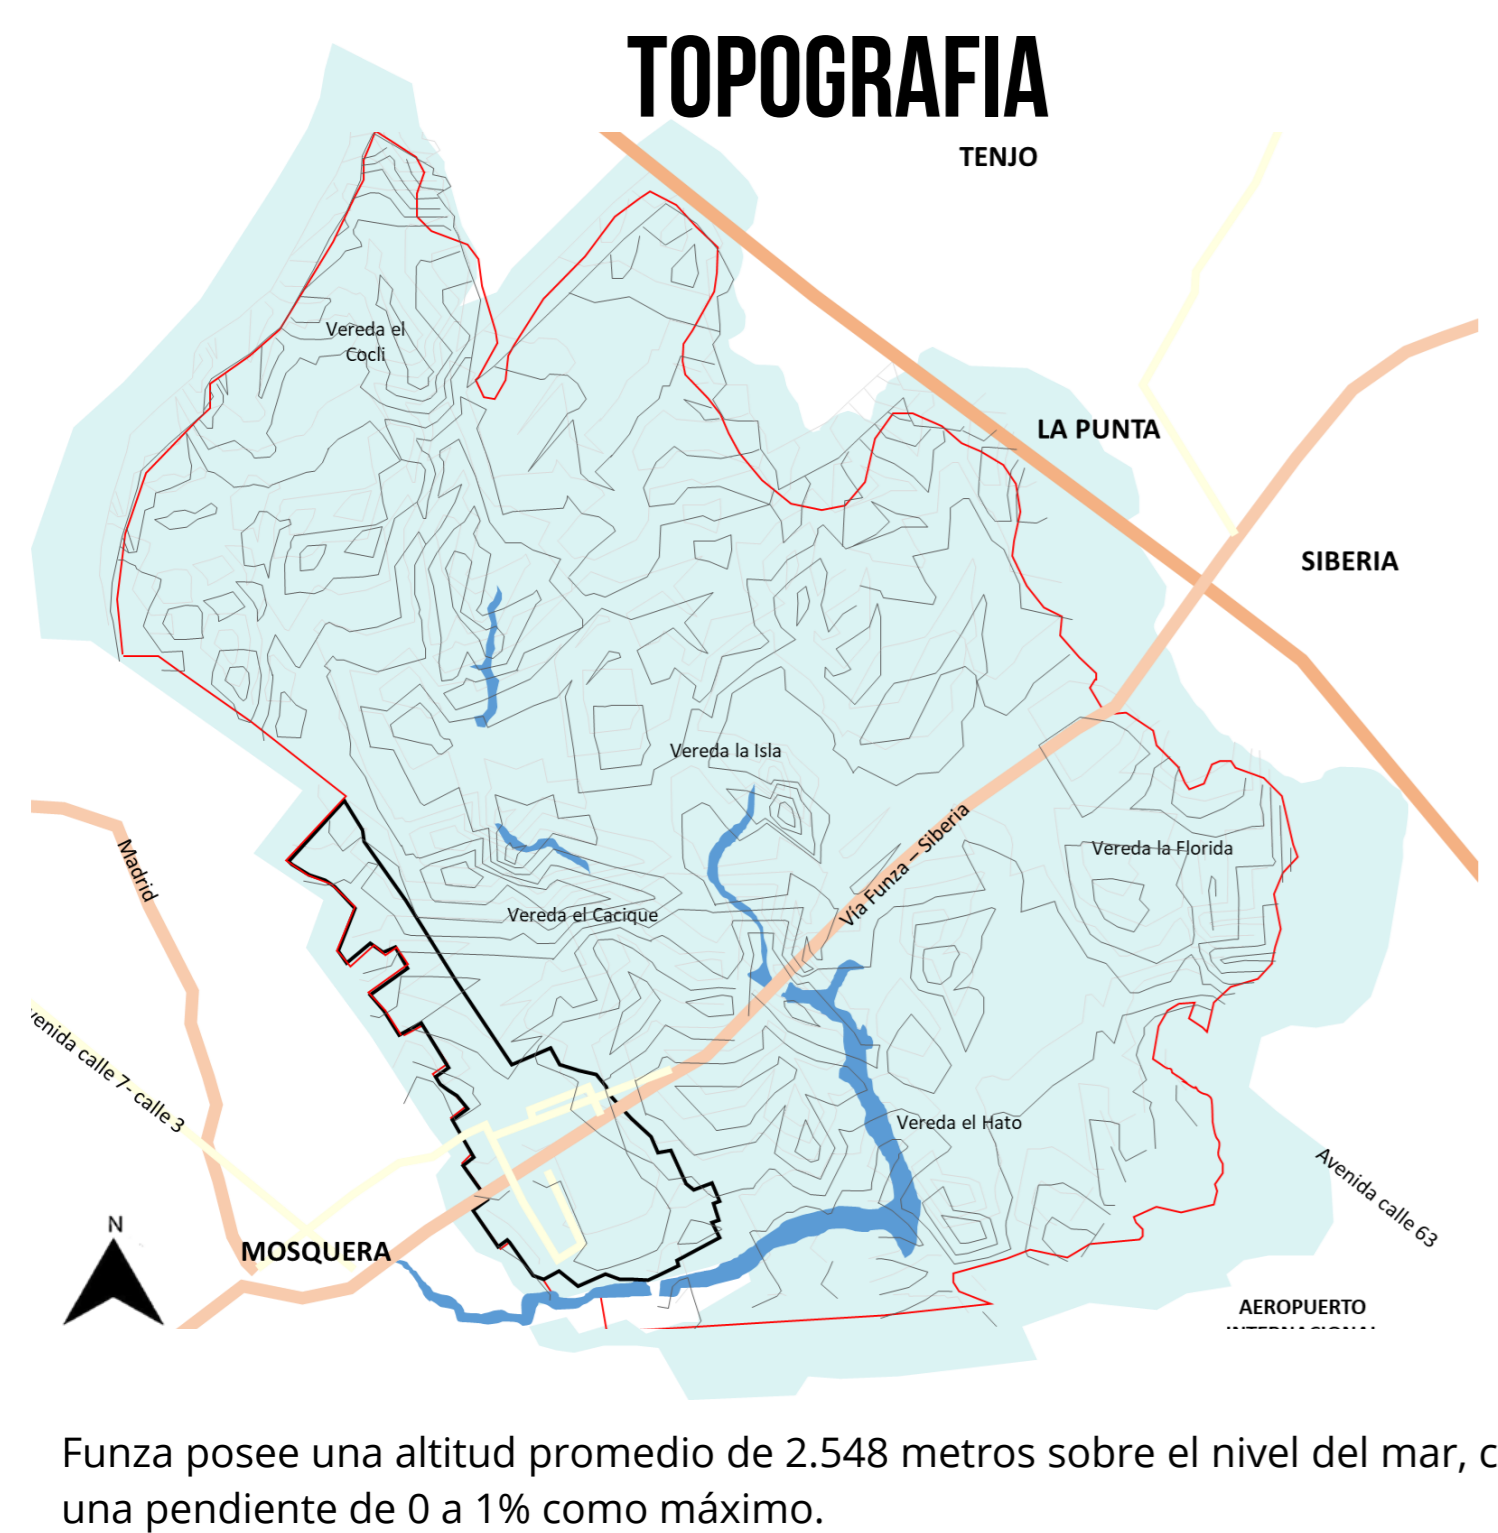 TOPOGRAFIA
TENJO
Vereda el
Cocli
LA PUNTA
SIBERIA
Vereda la Isla
Vía Funza – Siberia
Vereda la Florida
Madrid
Vereda el Cacique
venida calle 7- calle 3
Vereda el Hato
Avenida calle 63
N
MOSQUERA
AEROPUERTO
Funza posee una altitud promedio de 2.548 metros sobre el nivel del mar, c
una pendiente de 0 a 1% como máximo.